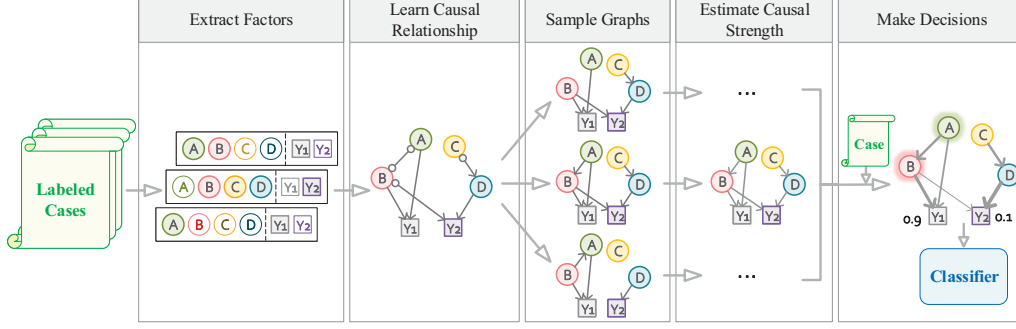 Extract Factors
Learn Causal
Relationship
Sample Graphs
Estimate Causal
Strength
Make Decisions
Labeled
Cases
A B C D Y1 Y2
A B C D Y1 Y2
A B C D Y1 Y2
A
C
B
D
Y1 Y2
A C
B
D
Y1 Y2
A C
B
D
Y1 Y2
A C
B
D
Y1 Y2
...
A C
B
D
Y1 Y2
...
Case
A
C
B
D
0.9 Y1 Y2 0.1
Classifier